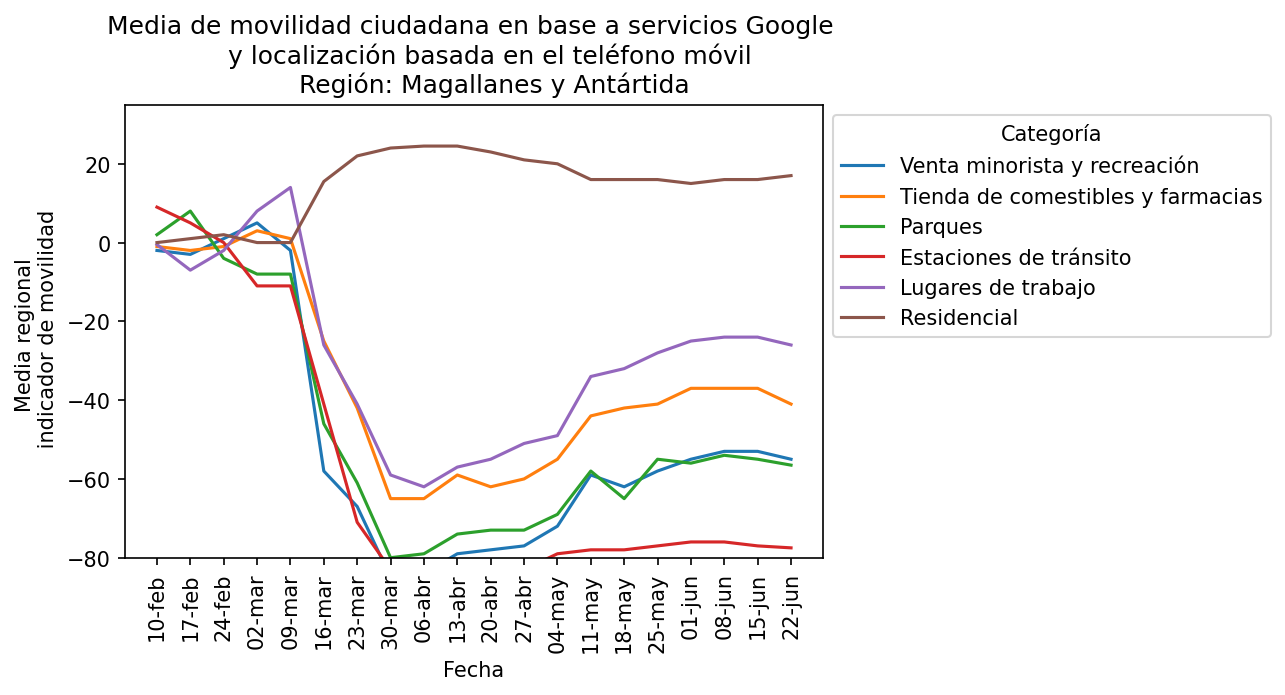 Media de movilidad ciudadana en base a servicios Google
y localización basada en el teléfono móvil
Región: Magallanes y Antártida
Media regional
indicador de movilidad
20
0
−20
−40
−60
−80
10-feb
17-feb
24-feb
02-mar
09-mar
16-mar
23-mar
30-mar
06-abr
13-abr
20-abr
27-abr
04-may
11-may
18-may
25-may
01-jun
08-jun
15-jun
22-jun
Fecha
Categoría
Venta minorista y recreación
Tienda de comestibles y farmacias
Parques
Estaciones de tránsito
Lugares de trabajo
Residencial